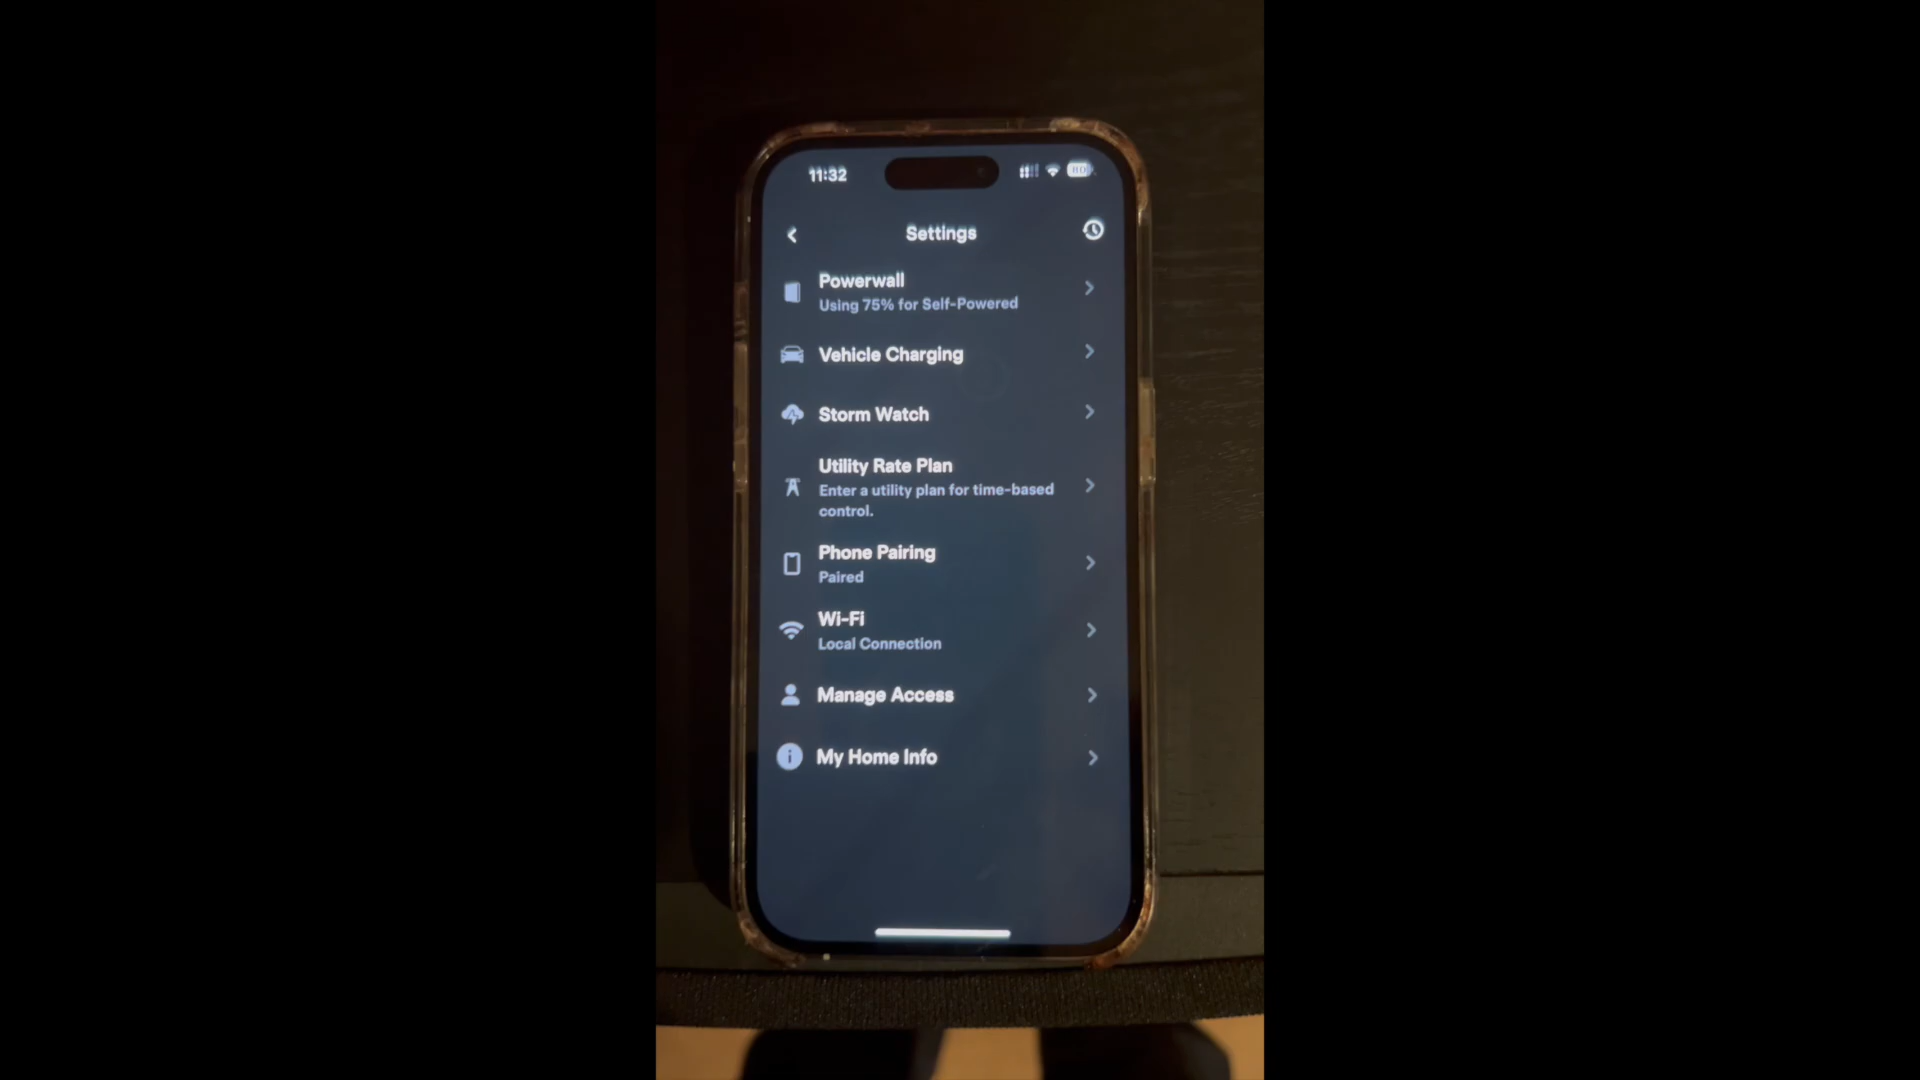 11:32
Settings
Powerwall
Using 75% for Self-Powered
Vehicle Charging
Storm Watch
Utility Rate Plan
Enter a utility plan for time-based
control.
Phone Pairing
Paired
Wi-Fi
Local Connection
Manage Access
My Home Info